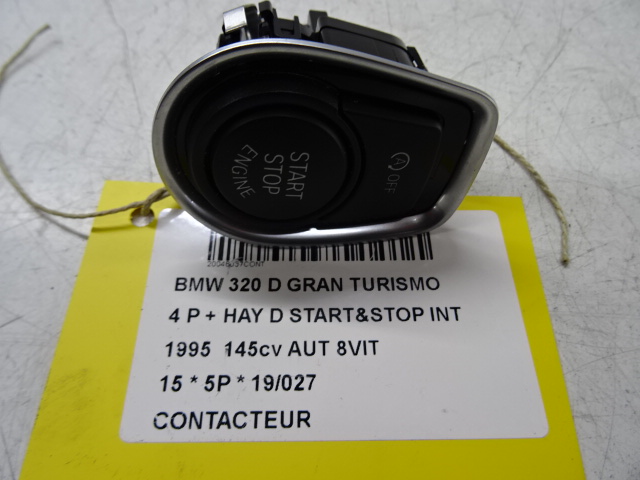 START
STOP
ENGINE
A OFF
BMW 320 D GRAN TURISMO
4 P + HAY D START&STOP INT
1995 145cv AUT 8VIT
15 * 5P * 19/027
CONTACTEUR